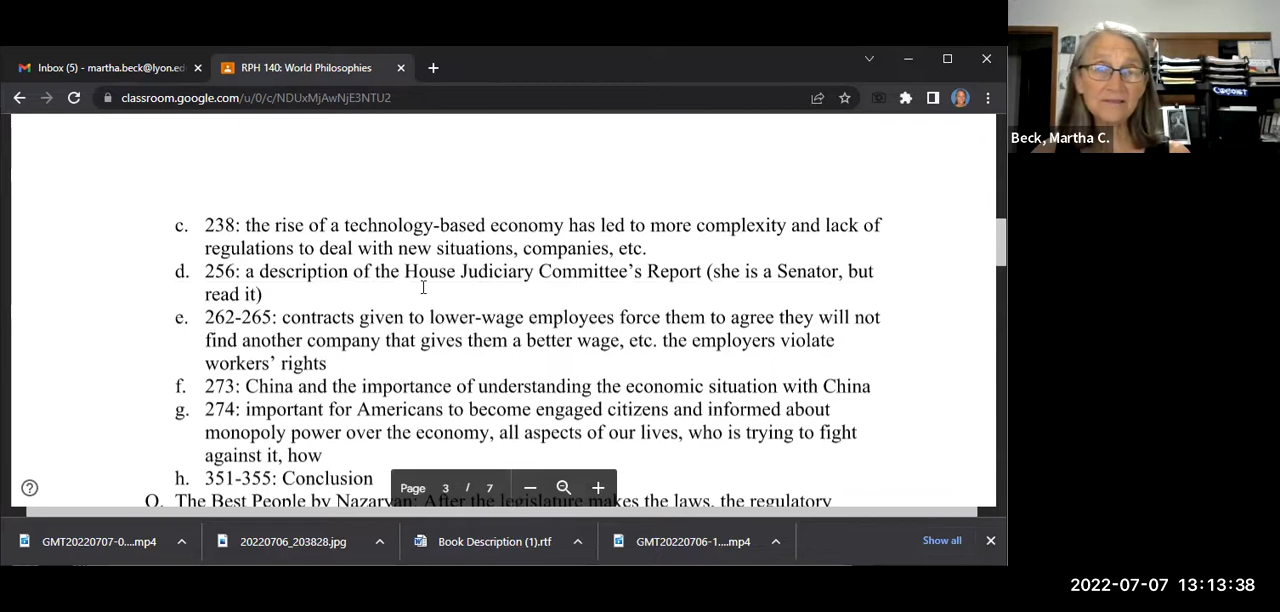 Inbox (5) - martha.beck@lyon.ed
RPH 140: World Philosophies
classroom.google.com/u/0/c/NDUxMjAwNjE3NTU2
Beck, Martha C.
c. 238: the rise of a technology-based economy has led to more complexity and lack of
regulations to deal with new situations, companies, etc.
d. 256: a description of the House Judiciary Committee’s Report (she is a Senator, but
read it)
e. 262-265: contracts given to lower-wage employees force them to agree they will not
find another company that gives them a better wage, etc. the employers violate
workers’ rights
f. 273: China and the importance of understanding the economic situation with China
g. 274: important for Americans to become engaged citizens and informed about
monopoly power over the economy, all aspects of our lives, who is trying to fight
against it, how
h. 351-355: Conclusion
Page 3 / 7
O. The Best People by Nazaryan: After the legislature makes the laws, the regulatory
GMT20220707-0....mp4
20220706_203828.jpg
Book Description (1).rtf
GMT20220706-1....mp4
Show all
2022-07-07 13:13:38